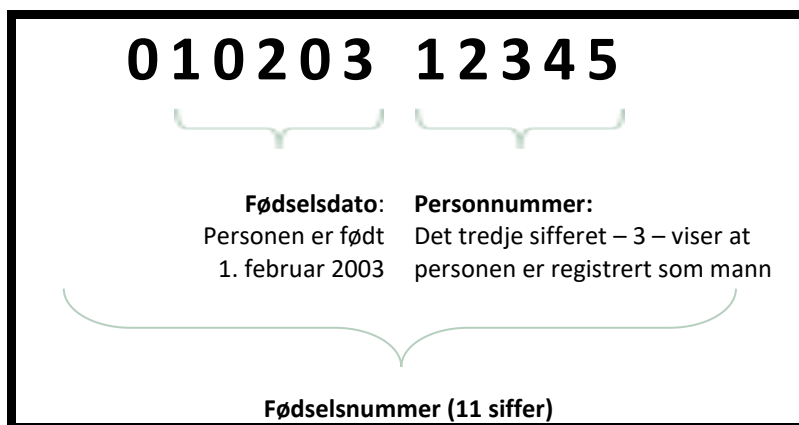 010203 12345
Fødselsdato: Personnummer:
Personen er født Det tredje sifferet – 3 – viser at
1. februar 2003 personen er registrert som mann
Fødselsnummer (11 siffer)